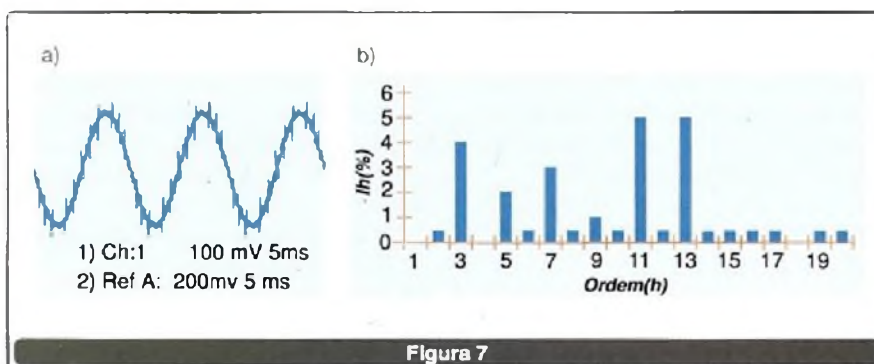 a)
1) Ch:1 100 mV 5ms
2) Ref A: 200mv 5 ms
b)
6
5
4
3
2
1
0
Ih(%)
1 3 5 7 9 11 13 15 17 19
Ordem(h)
Figura 7